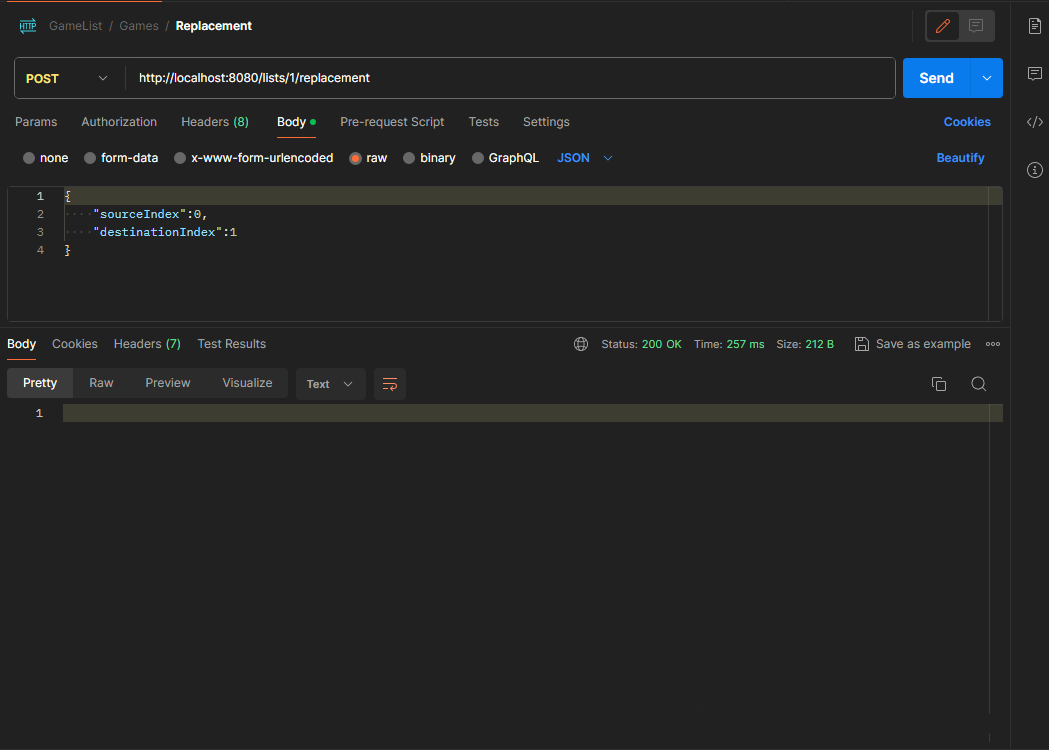 HTTP GameList / Games / Replacement
POST http://localhost:8080/lists/1/replacement Send
Params Authorization Headers (8) Body Pre-request Script Tests Settings Cookies
none form-data x-www-form-urlencoded raw binary GraphQL JSON Beautify
1 {
2 ····"sourceIndex":0,
3 ····"destinationIndex":1
4 }
Body Cookies Headers (7) Test Results Status: 200 OK Time: 257 ms Size: 212 B Save as example
Pretty Raw Preview Visualize Text
1